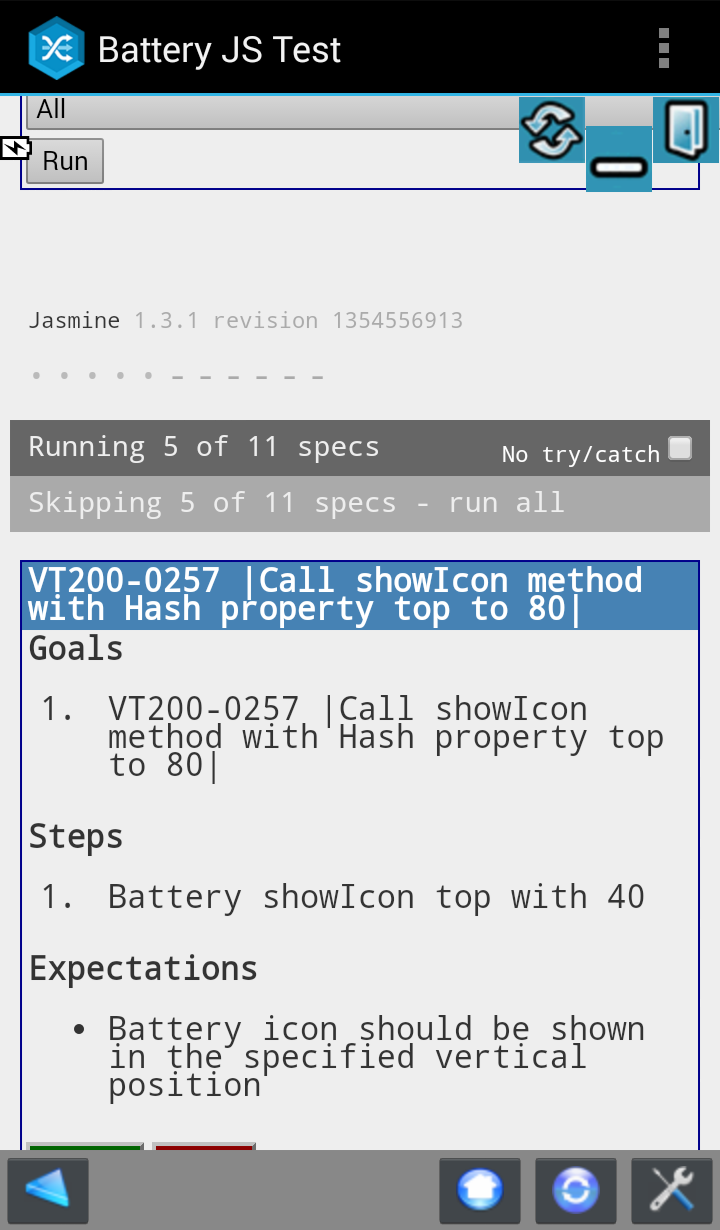 Battery JS Test
All
Run
Jasmine 1.3.1 revision 1354556913
Running 5 of 11 specs
No try/catch
Skipping 5 of 11 specs - run all
VT200-0257 |Call showIcon method
with Hash property top to 80|
Goals
1. VT200-0257 |Call showIcon
method with Hash property top
to 80|
Steps
1. Battery showIcon top with 40
Expectations
• Battery icon should be shown
in the specified vertical
position